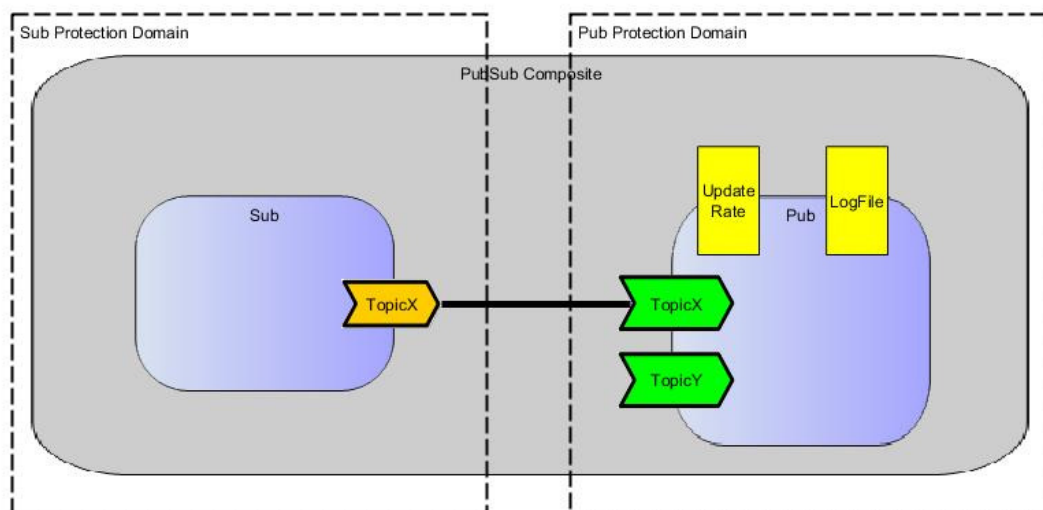 Sub Protection Domain
Pub Protection Domain
PubSub Composite
Update
Rate
LogFile
Sub
Pub
TopicX
TopicX
TopicY